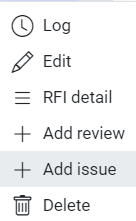 Log
Edit
RFI detail
Add review
Add issue
Delete